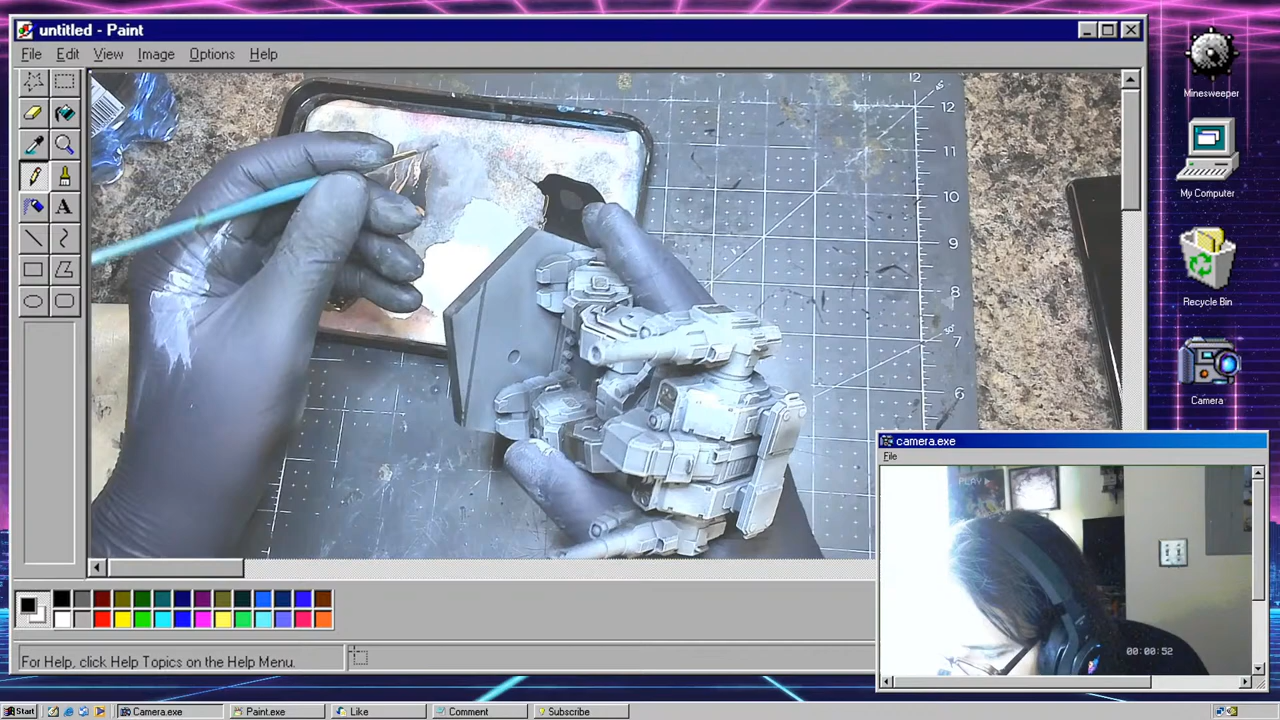 untitled - Paint
File Edit View Image Options Help
12
12
11
10
9
8
7
6
Minesweeper
My Computer
Recycle Bin
Camera
camera.exe
File
PLAY
00:00:52
For Help, click Help Topics on the Help Menu.
Start Camera.exe Paint.exe Like Comment Subscribe